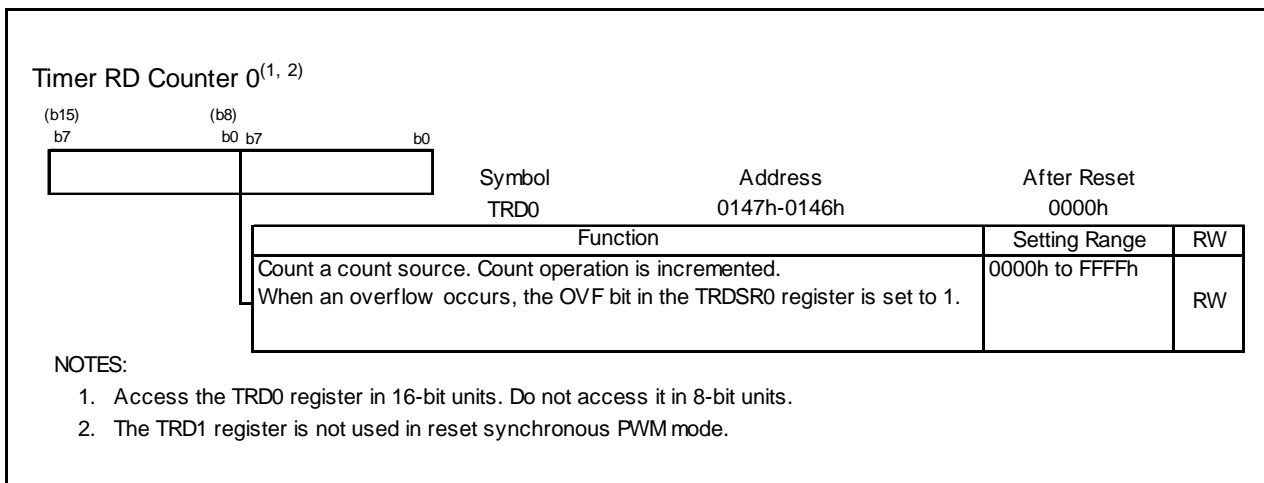 Timer RD Counter 0(1, 2)
(b15) (b8)
b7 b0 b7 b0
Symbol Address After Reset
TRD0 0147h-0146h 0000h
Function Setting Range RW
Count a count source. Count operation is incremented. 0000h to FFFFh
When an overflow occurs, the OVF bit in the TRDSR0 register is set to 1. RW
NOTES:
1. Access the TRD0 register in 16-bit units. Do not access it in 8-bit units.
2. The TRD1 register is not used in reset synchronous PWM mode.